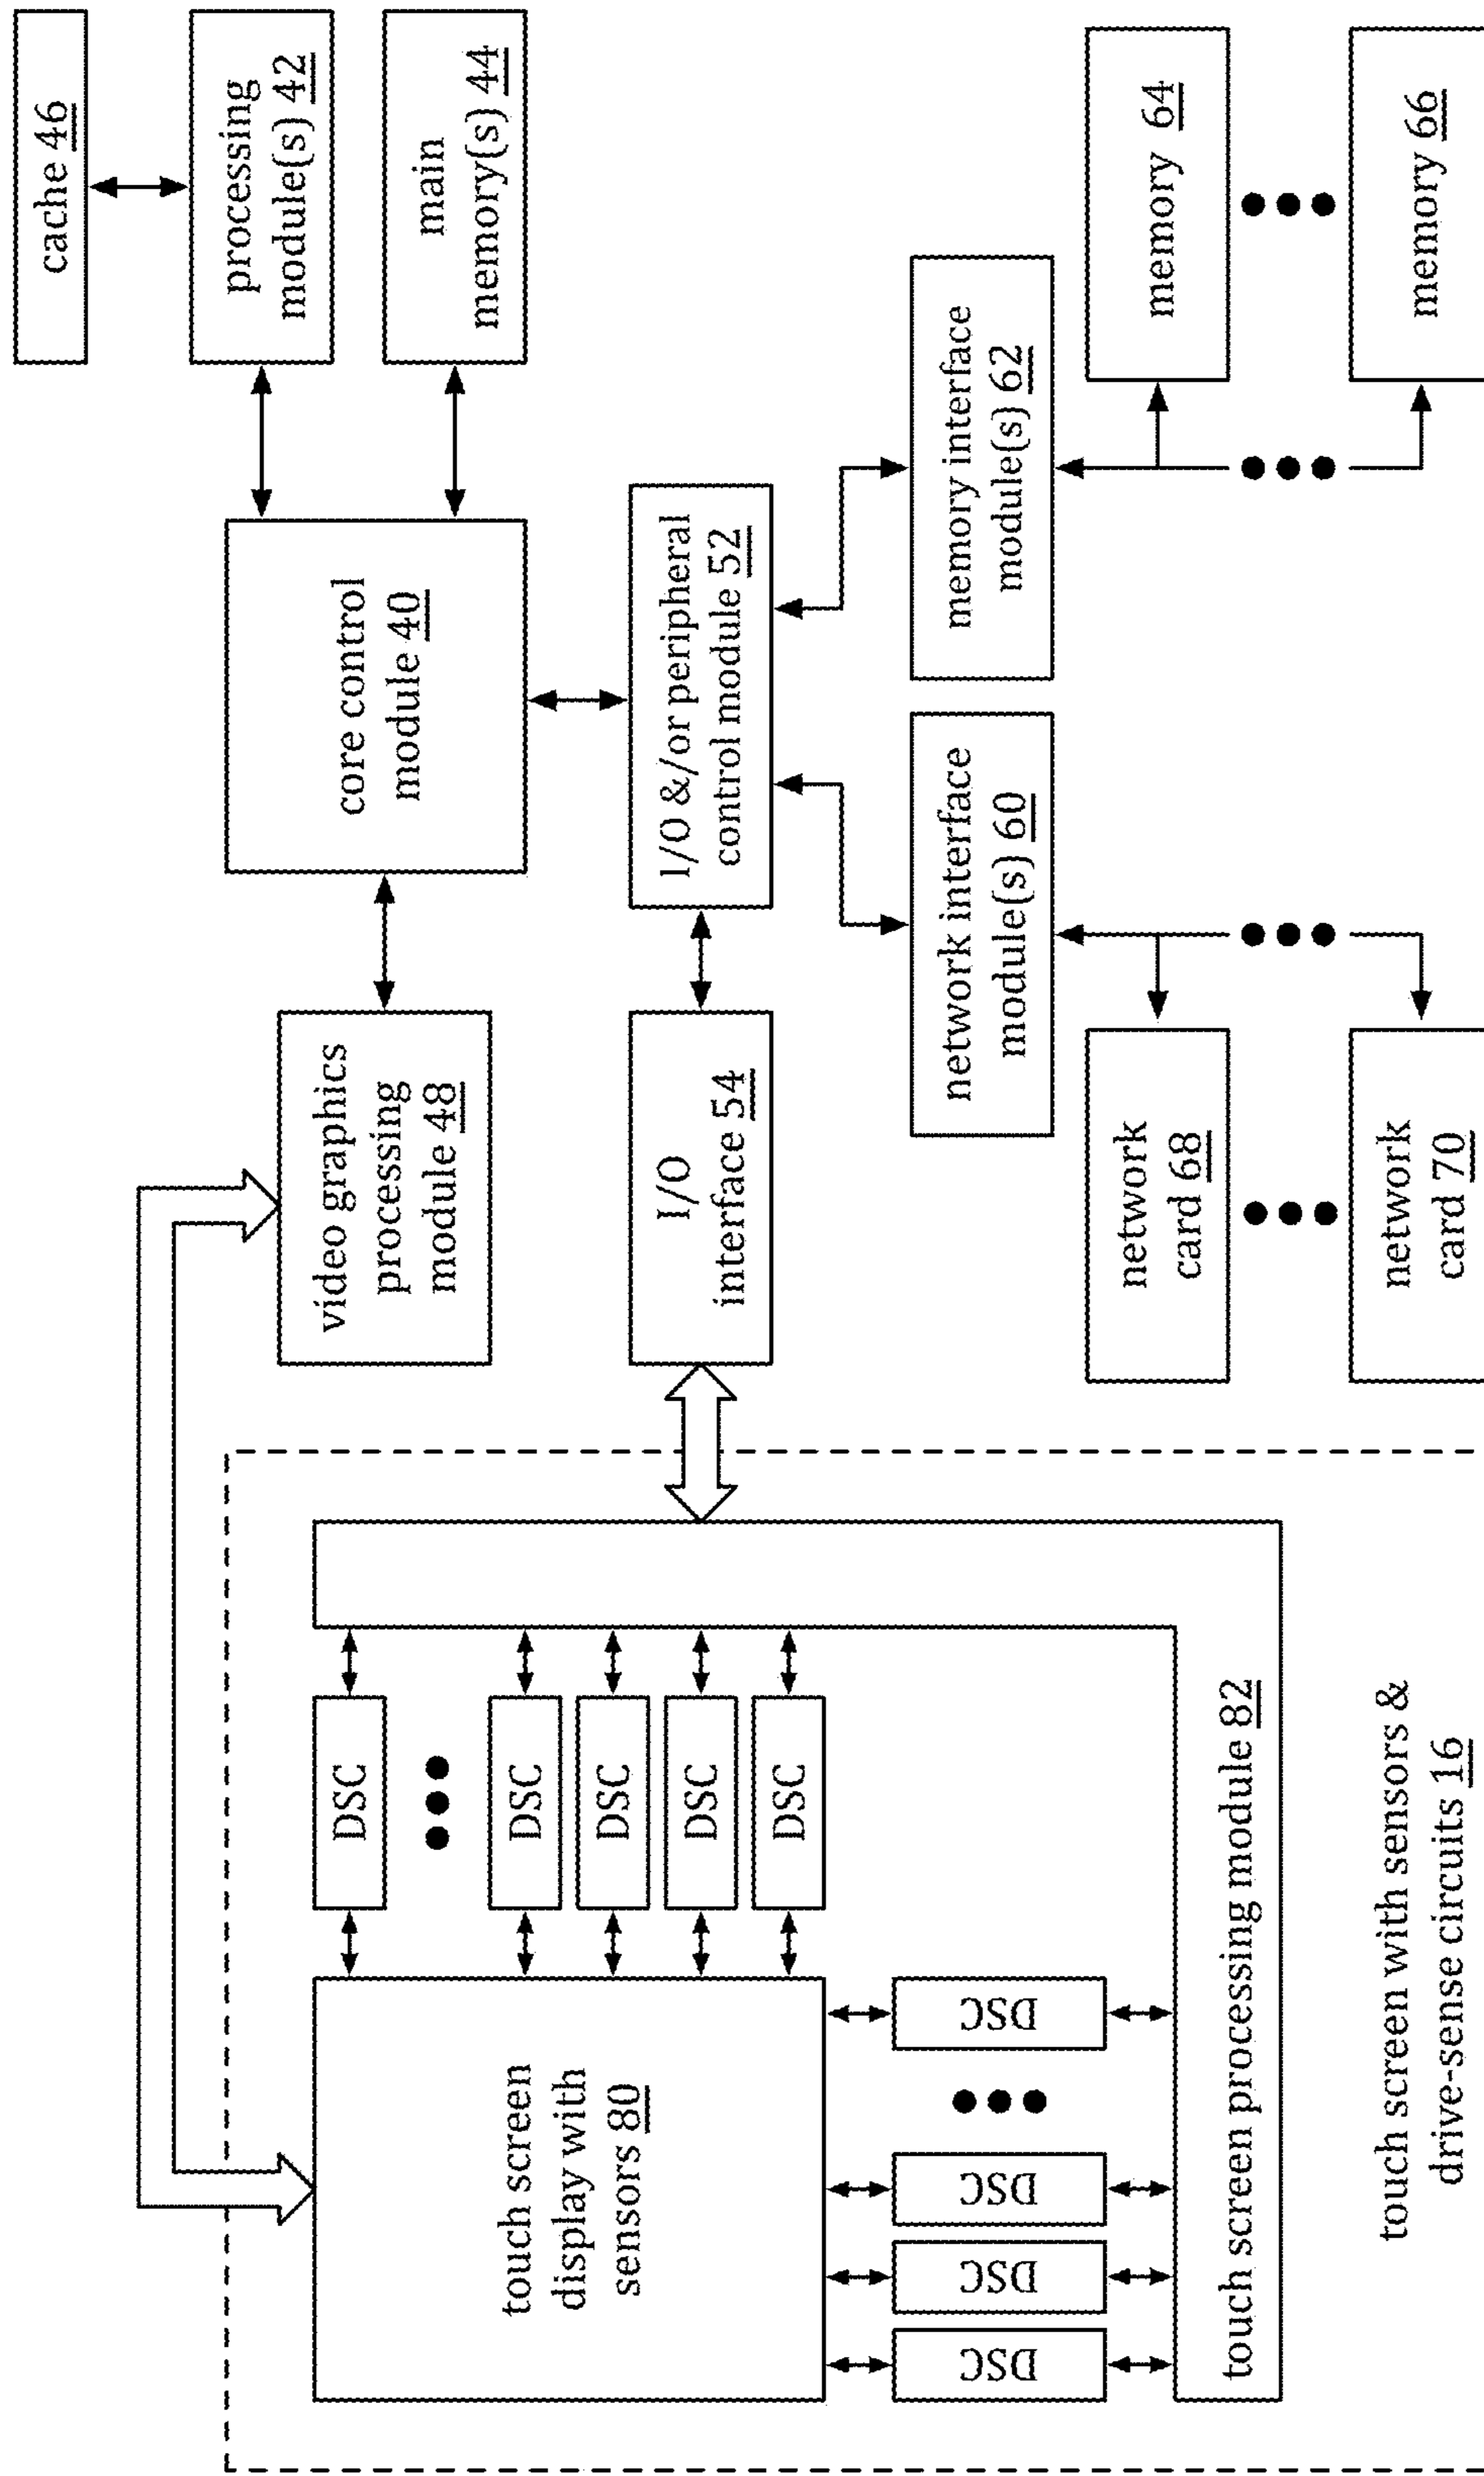 cache 46
processing
module(s) 42
main
memory(s) 44
core control
module 40
video graphics
processing
module 48
I/O &/or peripheral
control module 52
I/O
interface 54
memory interface
module(s) 62
network interface
module(s) 60
memory 64
memory 66
network
card 68
network
card 70
touch screen
display with
sensors 80
DSC
DSC
DSC
DSC
DSC
DSC
DSC
DSC
DSC
touch screen processing module 82
touch screen with sensors &
drive-sense circuits 16